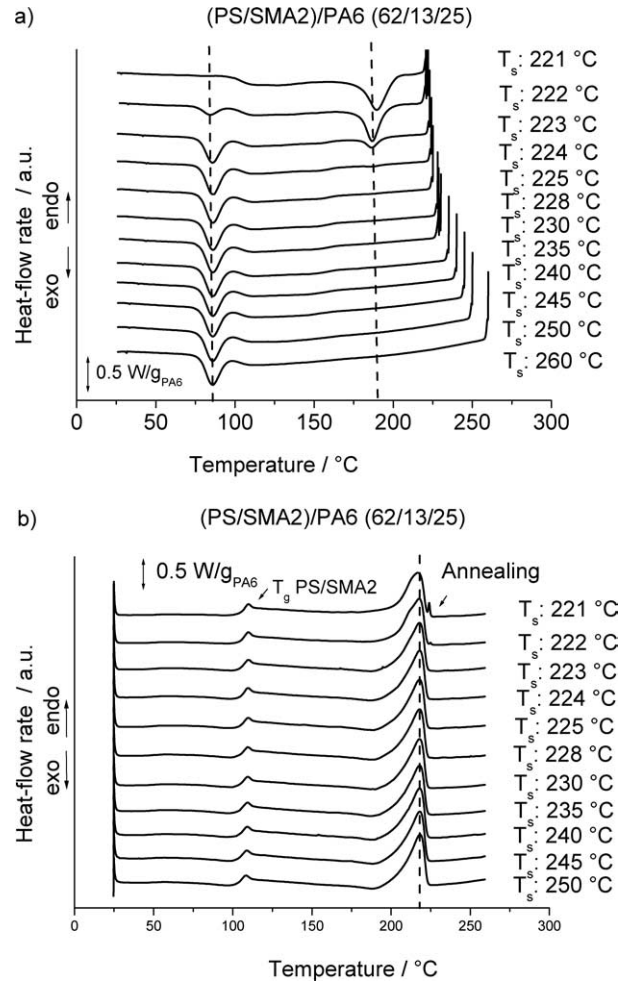 a)
(PS/SMA2)/PA6 (62/13/25)
Heat-flow rate / a.u.
exo
endo
0.5 W/gPA6
Ts: 221 °C
Ts: 222 °C
Ts: 223 °C
Ts: 224 °C
Ts: 225 °C
Ts: 228 °C
Ts: 230 °C
Ts: 235 °C
Ts: 240 °C
Ts: 245 °C
Ts: 250 °C
Ts: 260 °C
0 50 100 150 200 250 300
Temperature / °C
b)
(PS/SMA2)/PA6 (62/13/25)
Heat-flow rate / a.u.
exo
endo
0.5 W/gPA6
Tg PS/SMA2
Annealing
Ts: 221 °C
Ts: 222 °C
Ts: 223 °C
Ts: 224 °C
Ts: 225 °C
Ts: 228 °C
Ts: 230 °C
Ts: 235 °C
Ts: 240 °C
Ts: 245 °C
Ts: 250 °C
0 50 100 150 200 250 300
Temperature / °C